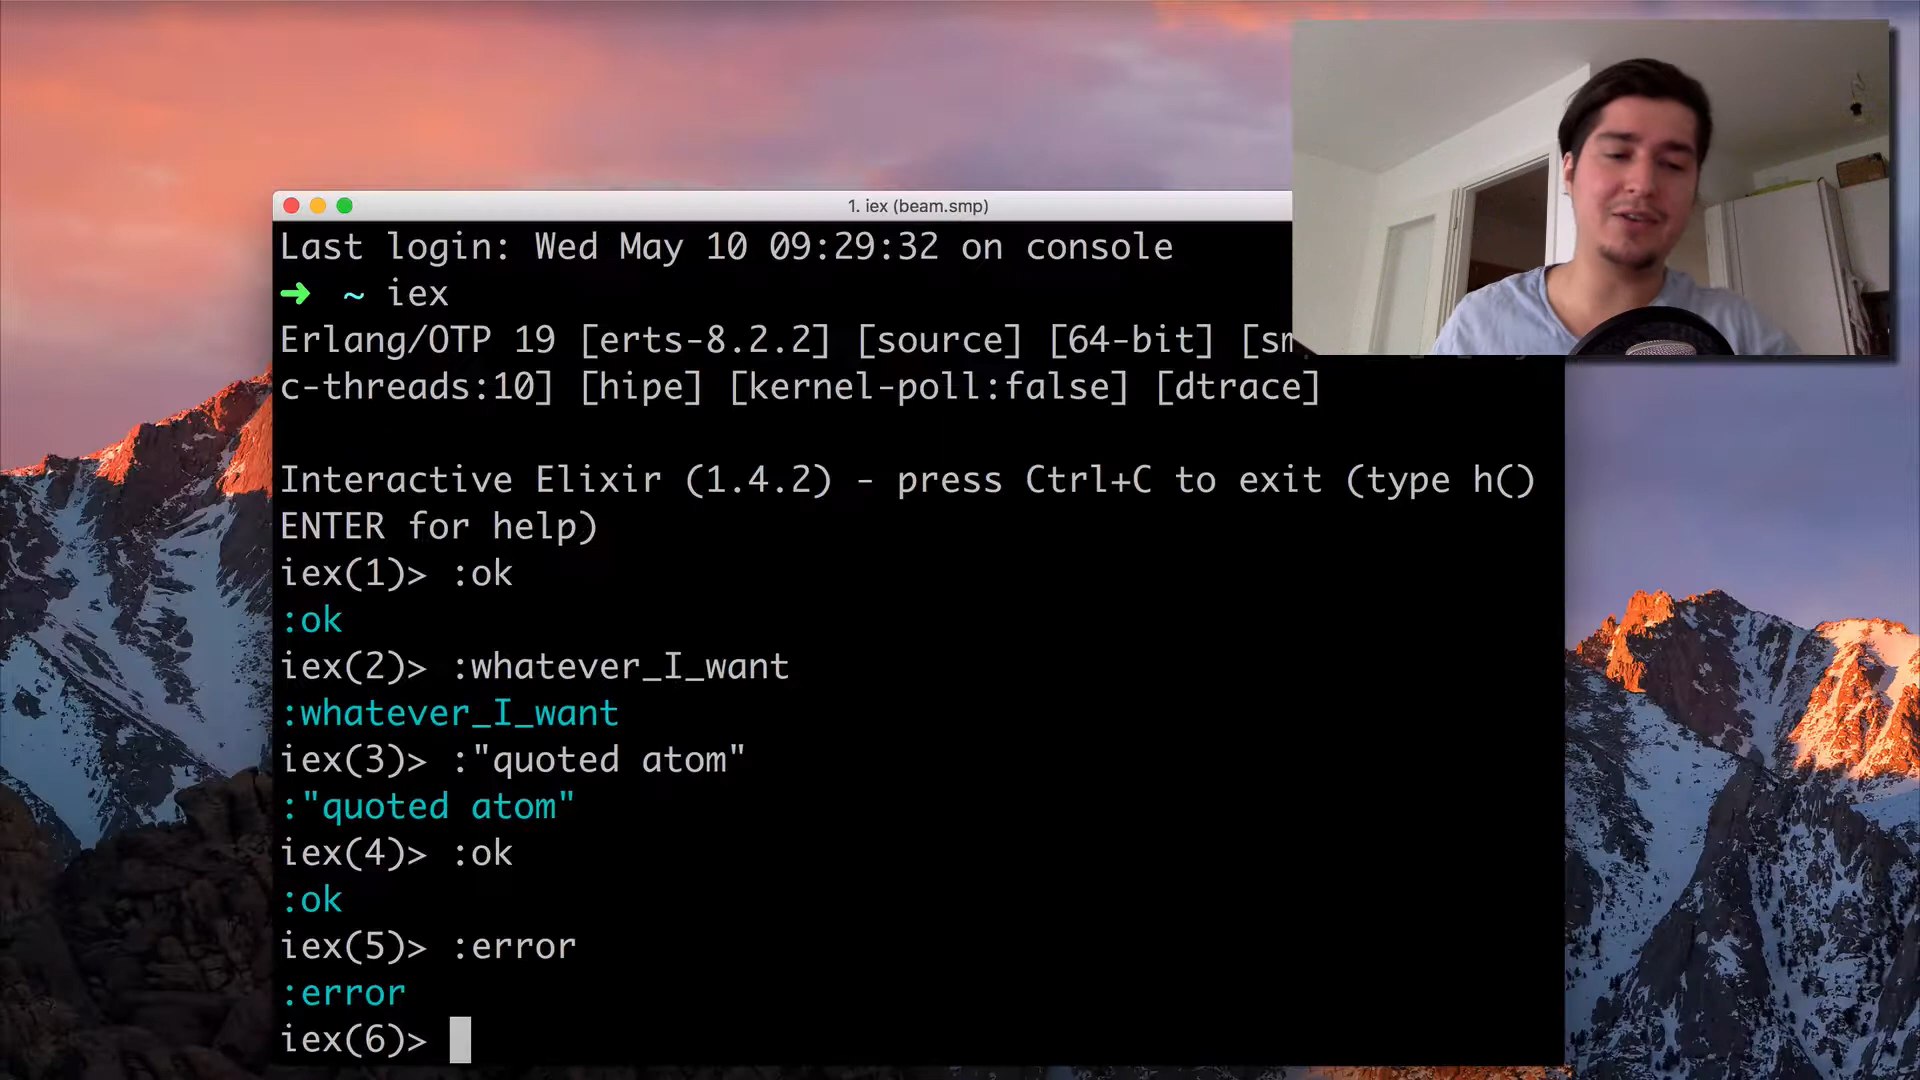 1. iex (beam.smp)
Last login: Wed May 10 09:29:32 on console
➜ ~ iex
Erlang/OTP 19 [erts-8.2.2] [source] [64-bit]
c-threads:10] [hipe] [kernel-poll:false] [dtrace]
Interactive Elixir (1.4.2) - press Ctrl+C to exit (type h()
ENTER for help)
iex(1)> :ok
:ok
iex(2)> :whatever_I_want
:whatever_I_want
iex(3)> :"quoted atom"
:"quoted atom"
iex(4)> :ok
:ok
iex(5)> :error
:error
iex(6)>